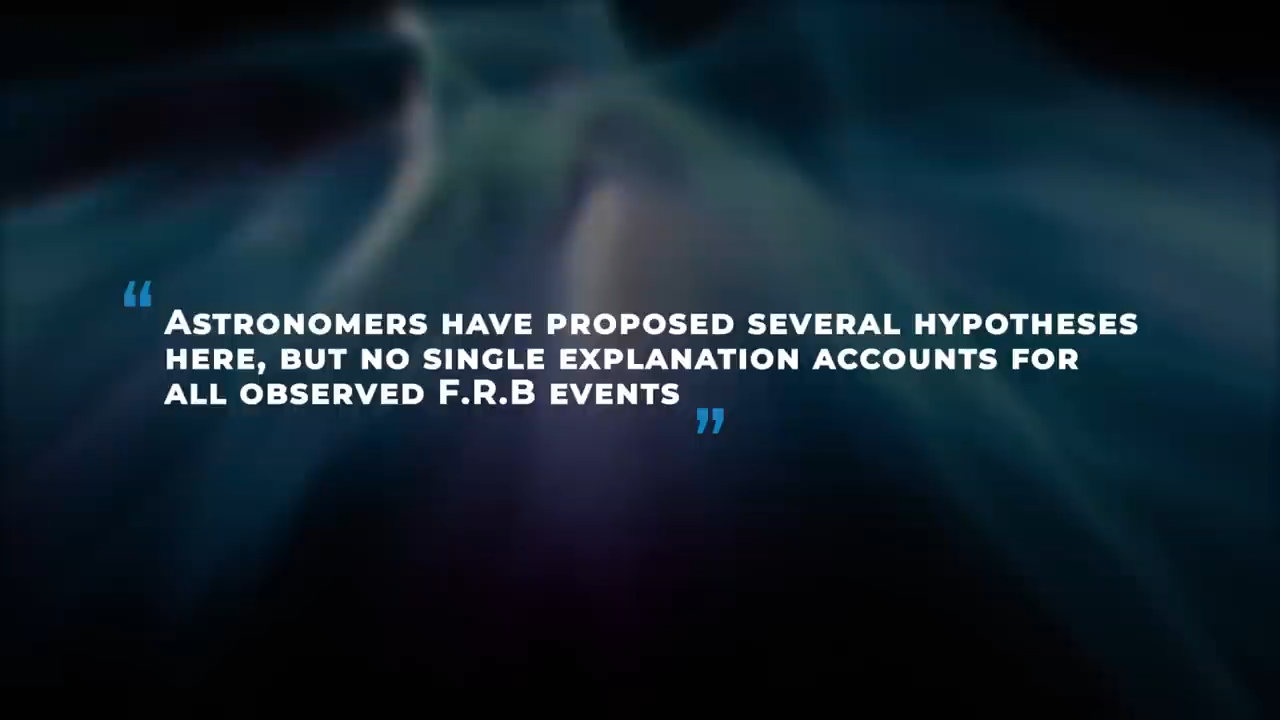 “Astronomers have proposed several hypotheses
here, but no single explanation accounts for
all observed F.R.B events”